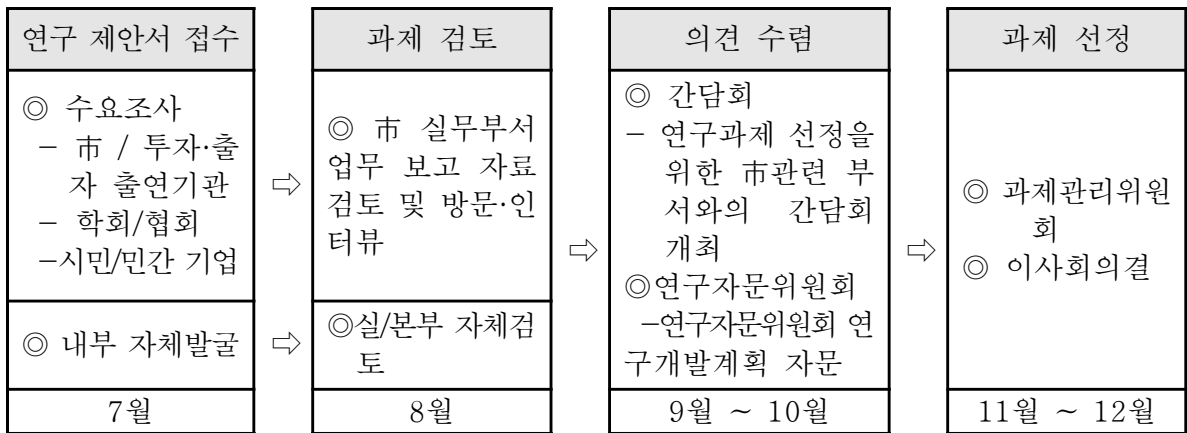 연구 제안서 접수
◎ 수요조사
- 市 / 투자·출
자 출연기관
- 학회/협회
-시민/민간 기업
◎ 내부 자체발굴
7월
⇨
⇨
과제 검토
◎ 市 실무부서
업무 보고 자료
검토 및 방문·인
터뷰
◎실/본부 자체검
토
8월
⇨
의견 수렴
◎ 간담회
- 연구과제 선정을
위한 市관련 부
서와의 간담회
개최
◎연구자문위원회
-연구자문위원회 연
구개발계획 자문
9월 ~ 10월
⇨
과제 선정
◎ 과제관리위원
회
◎ 이사회의결
11월 ~ 12월